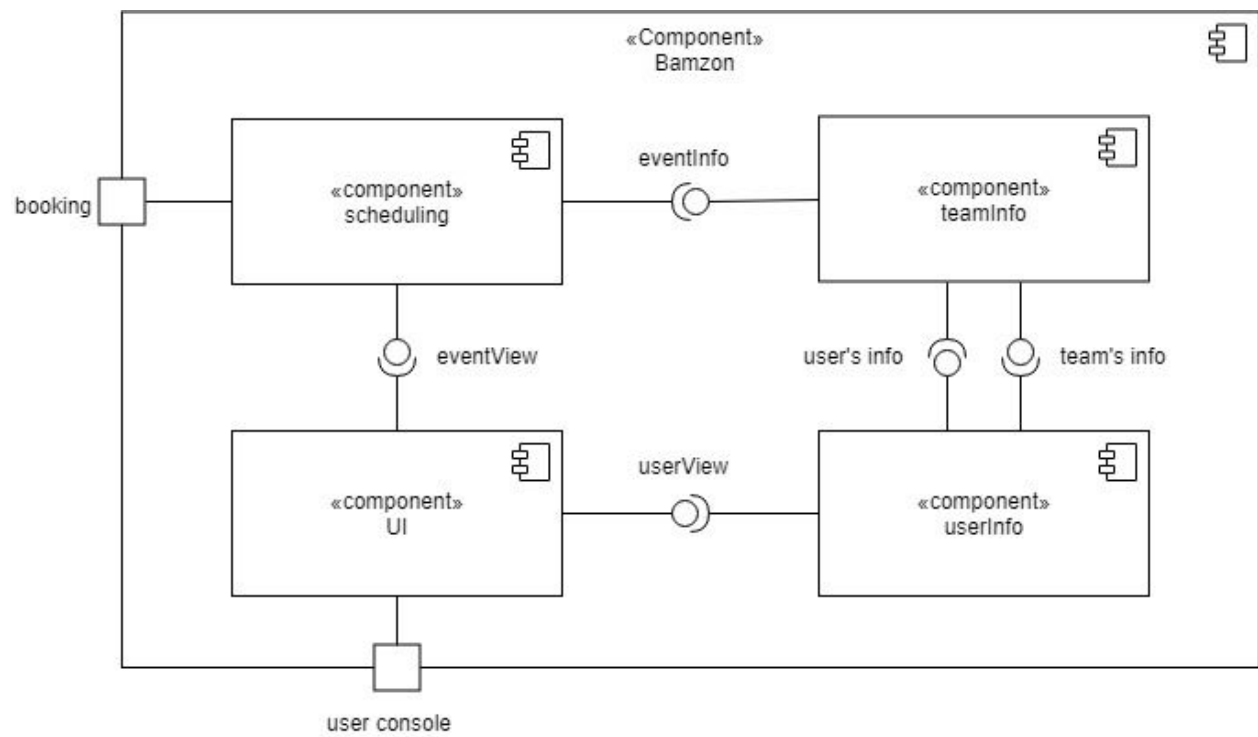 «Component»
Bamzon
«component»
scheduling
eventInfo
«component»
teamInfo
booking
eventView
user's info
team's info
«component»
UI
userView
«component»
userInfo
user console